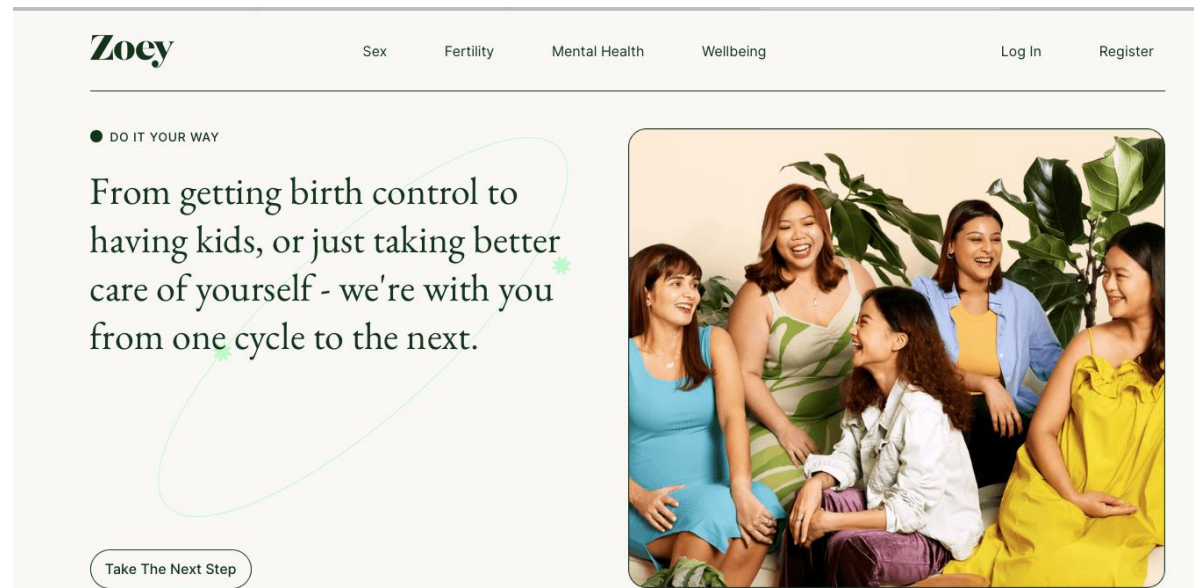 Zoey
Sex
Fertility
Mental Health
Wellbeing
Log In
Register
DO IT YOUR WAY
From getting birth control to
having kids, or just taking better
care of yourself - we're with you
from one cycle to the next.
Take The Next Step